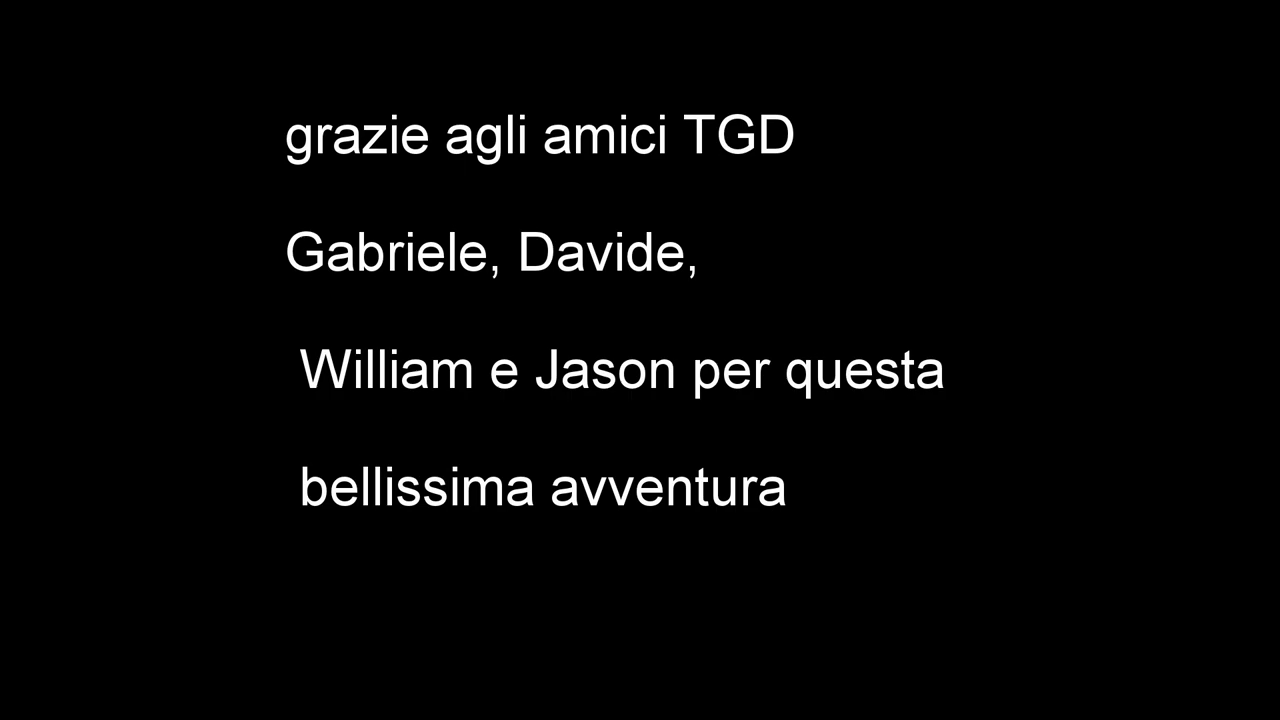 grazie agli amici TGD
Gabriele, Davide,
William e Jason per questa
bellissima avventura